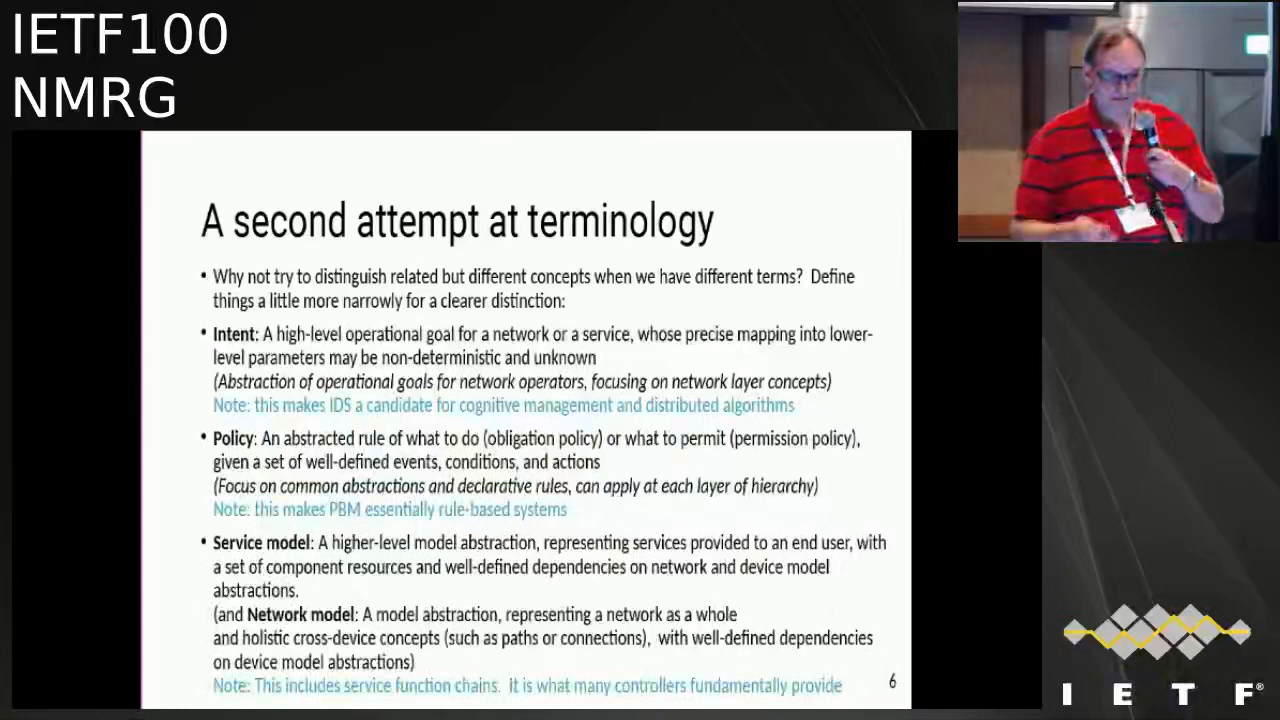 IETF100
NMRG
A second attempt at terminology
• Why not try to distinguish related but different concepts when we have different terms? Define
things a little more narrowly for a clearer distinction:
• Intent: A high-level operational goal for a network or a service, whose precise mapping into lower-
level parameters may be non-deterministic and unknown
(Abstraction of operational goals for network operators, focusing on network layer concepts)
Note: this makes IDS a candidate for cognitive management and distributed algorithms
• Policy: An abstracted rule of what to do (obligation policy) or what to permit (permission policy),
given a set of well-defined events, conditions, and actions
(Focus on common abstractions and declarative rules, can apply at each layer of hierarchy)
Note: this makes PBM essentially rule-based systems
• Service model: A higher-level model abstraction, representing services provided to an end user, with
a set of component resources and well-defined dependencies on network and device model
abstractions.
(and Network model: A model abstraction, representing a network as a whole
and holistic cross-device concepts (such as paths or connections), with well-defined dependencies
on device model abstractions)
Note: This includes service function chains. It is what many controllers fundamentally provide
6
I E T F®